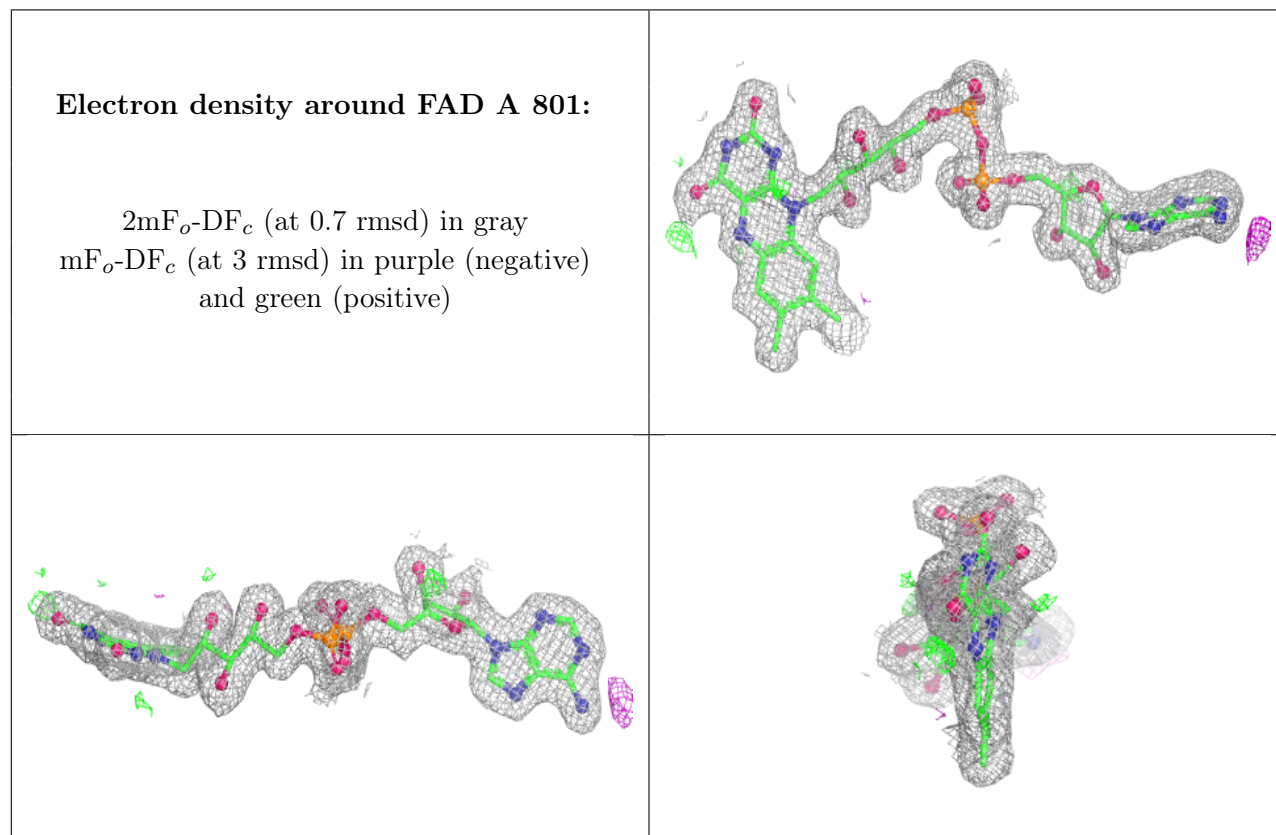 Electron density around FAD A 801:
2mFo-DFc (at 0.7 rmsd) in gray
mFo-DFc (at 3 rmsd) in purple (negative)
and green (positive)